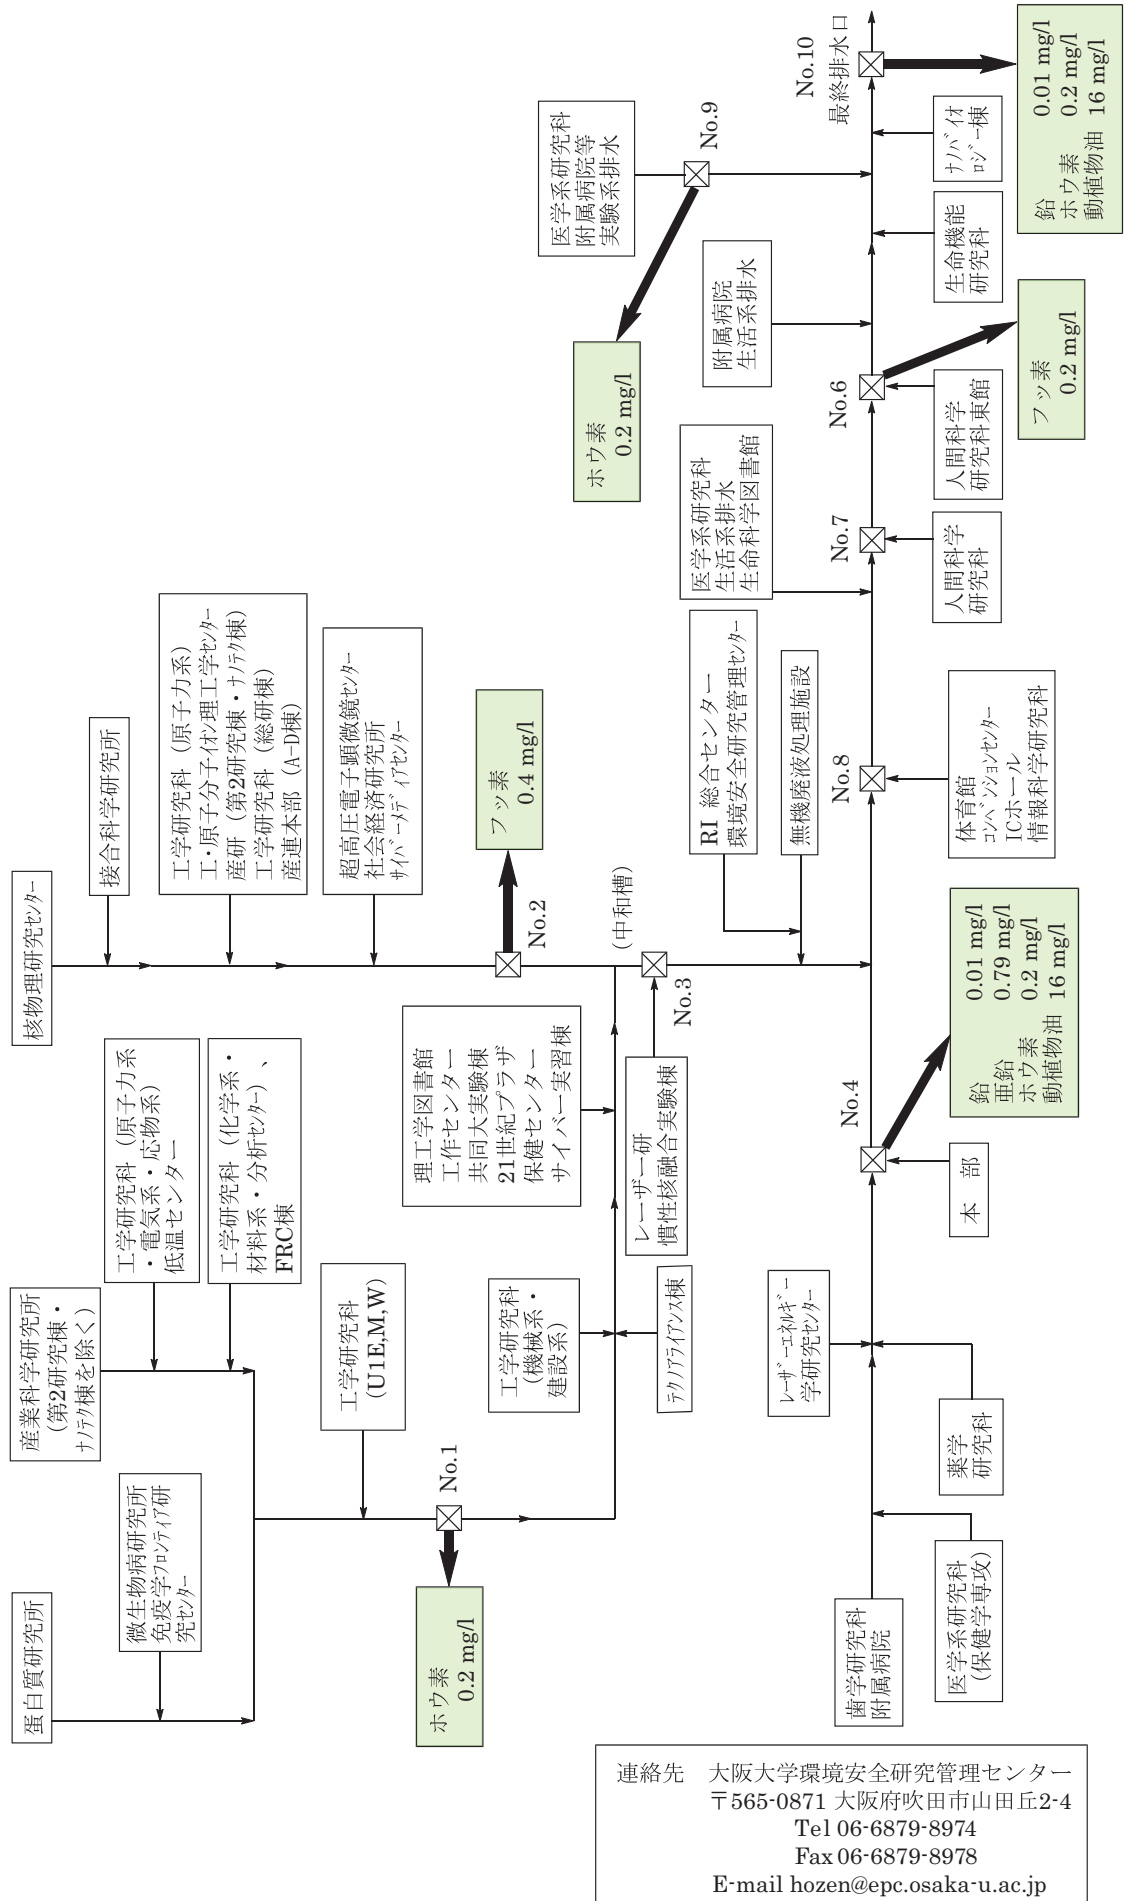 蛋白質研究所
微生物病研究所
免疫学フロンティア研
究センター
産業科学研究所
(第2研究棟・
ナノテク棟を除く)
工学研究科(原子力系
・電気系・応物系)
低温センター
工学研究科(化学系・
材料系・分析センター)、
FRC棟
工学研究科
(U1E,M,W)
No.1
ホウ素
0.2 mg/l
工学研究科
(機械系・
建設系)
テクノアライアンス棟
核物理研究センター
接合科学研究所
工学研究科(原子力系)
工・原子分子イオン理工学センター
産研(第2研究棟・ナノテク棟)
工学研究科(総研棟)
産連本部(A-D棟)
超高圧電子顕微鏡センター
社会経済研究所
サイバーメディアセンター
No.2
フッ素
0.4 mg/l
理工学図書館
工作センター
共同大実験棟
21世紀プラザ
保健センター
サイバー実習棟
(中和槽)
No.3
レーザー研
慣性核融合実験棟
RI 総合センター
環境安全研究管理センター
無機廃液処理施設
歯学研究科
附属病院
医学系研究科
(保健学専攻)
レーザーエネルギー
学研究センター
薬学
研究科
本 部
No.4
鉛 0.01 mg/l
亜鉛 0.79 mg/l
ホウ素 0.2 mg/l
動植物油 16 mg/l
No.8
体育館
コンベンションセンター
ICホール
情報科学研究科
医学系研究科
生活系排水
生命科学図書館
No.7
人間科学
研究科
No.6
人間科学
研究科東館
フッ素
0.2 mg/l
附属病院
生活系排水
生命機能
研究科
医学系研究科
附属病院等
実験系排水
No.9
ホウ素
0.2 mg/l
ナノバイオ
ロジー棟
No.10
最終排水口
鉛 0.01 mg/l
ホウ素 0.2 mg/l
動植物油 16 mg/l
連絡先 大阪大学環境安全研究管理センター
〒565-0871 大阪府吹田市山田丘2-4
Tel 06-6879-8974
Fax 06-6879-8978
E-mail hozen@epc.osaka-u.ac.jp